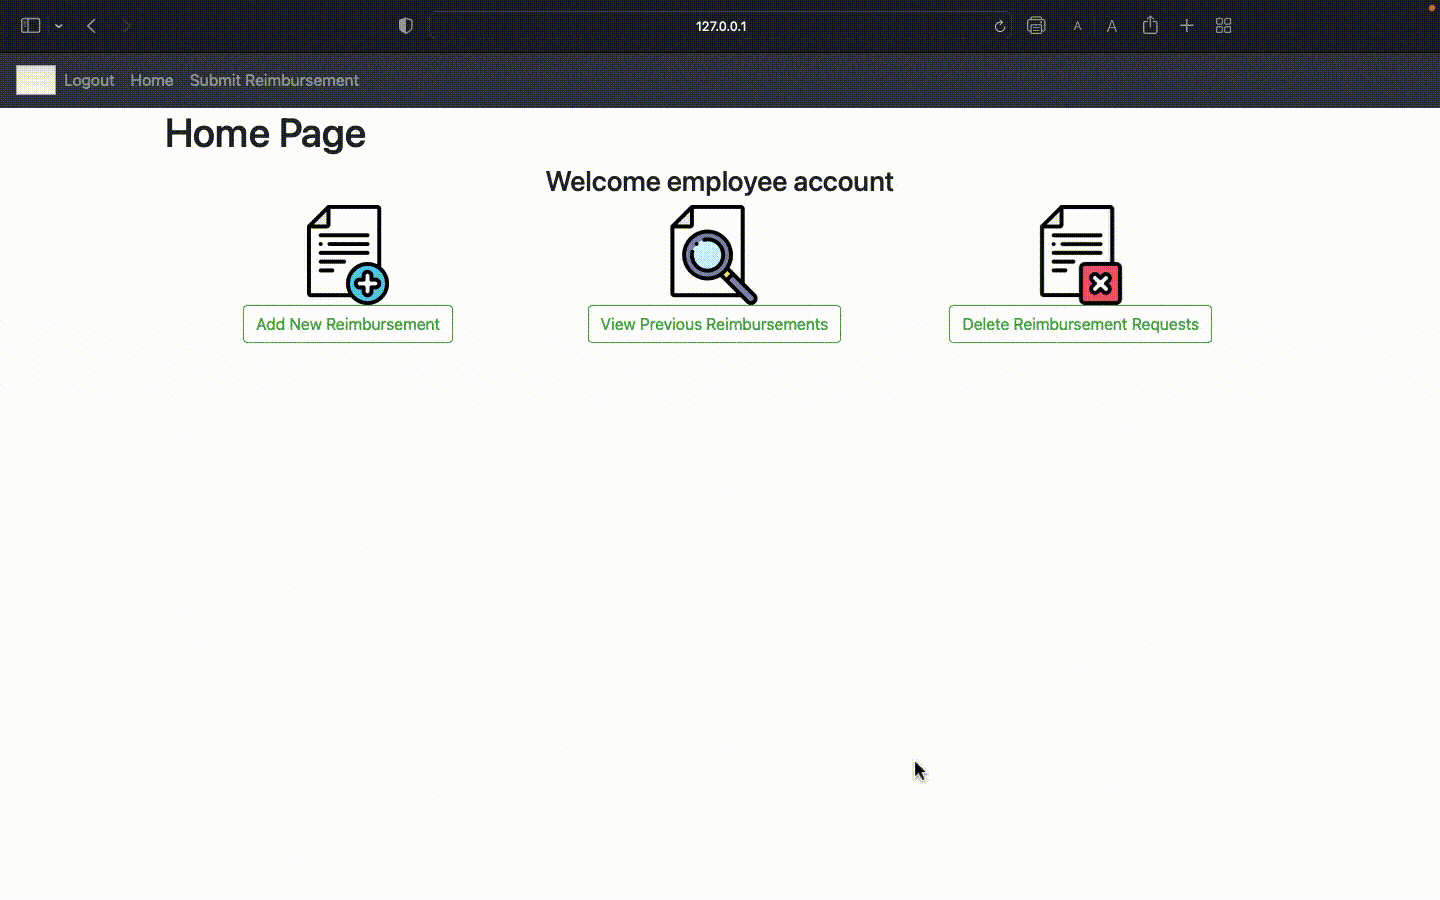 127.0.0.1
A A
Logout Home Submit Reimbursement
Home Page
Welcome employee account
Add New Reimbursement View Previous Reimbursements Delete Reimbursement Requests